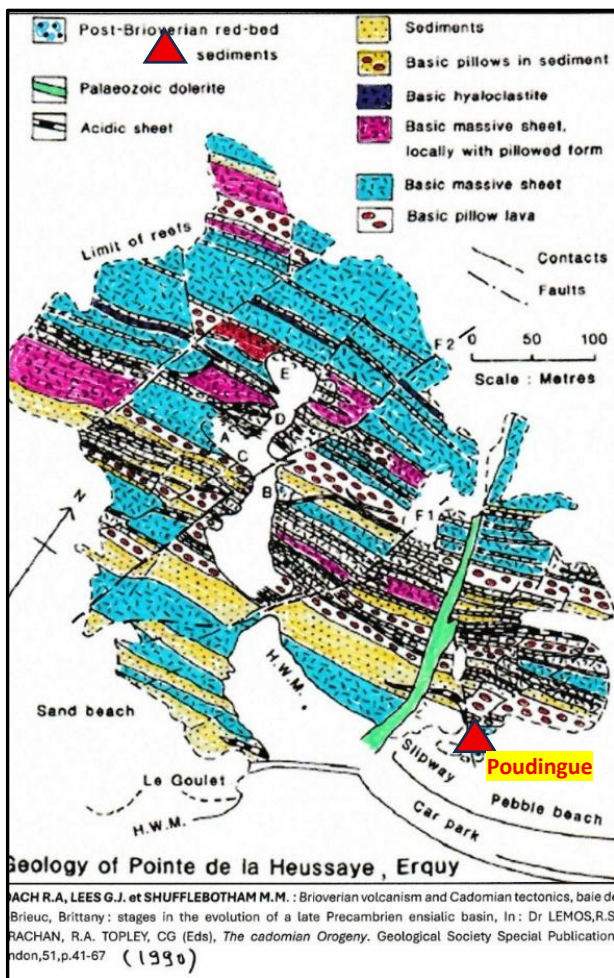 Post-Brioverian red-bed
sediments
Palaeozoic dolerite
Acidic sheet
Sediments
Basic pillows in sediment
Basic hyaloclastite
Basic massive sheet,
locally with pillowed form
Basic massive sheet
Basic pillow lava
Contacts
Faults
Limit of reefs
F2
0 50 100
Scale : Metres
E
D
A
C
B
F1
N
H.W.M.
Sand beach
Le Goulet
H.W.M.
Slipway
Poudingue
Pebble beach
Car park
Geology of Pointe de la Heussaye, Erquy
OACH R.A, LEES G.J. et SHUFFLEBOTHAM M.M. : Brioverian volcanism and Cadomian tectonics, baie de
Brieuc, Brittany : stages in the evolution of a late Precambrien ensialic basin, In : Dr LEMOS,R.S
RACHAN, R.A. TOPLEY, CG (Eds), The cadomian Orogeny. Geological Society Special Publication
ndon,51,p.41-67 (1990)